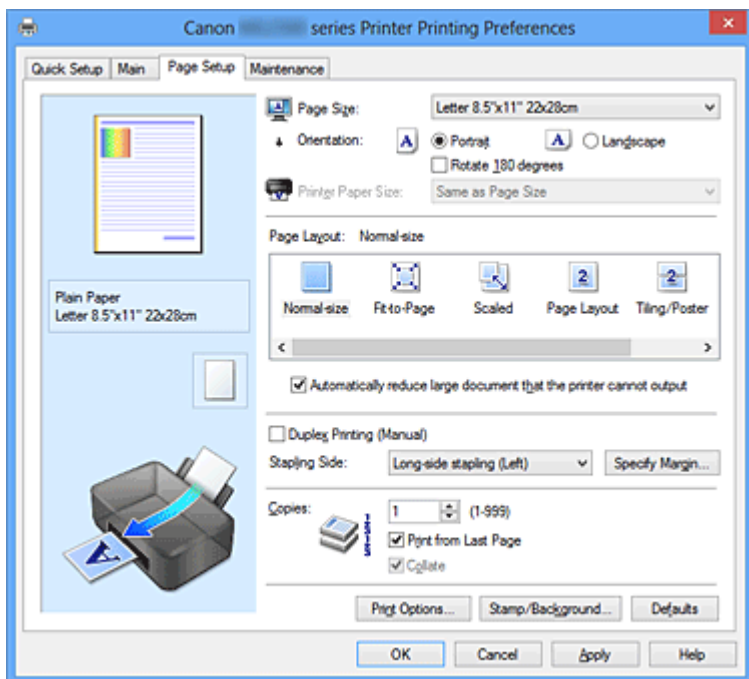 Canon series Printer Printing Preferences
Quick Setup Main Page Setup Maintenance
Page Size: Letter 8.5"x11" 22x28cm
Orientation: A Portrait A Landscape
Rotate 180 degrees
Printer Paper Size: Same as Page Size
Page Layout: Normal-size
2 2
Normal-size Fit-to-Page Scaled Page Layout Tiling/Poster
Plain Paper
Letter 8.5"x11" 22x28cm
Automatically reduce large document that the printer cannot output
Duplex Printing (Manual)
Stapling Side: Long-side stapling (Left) Specify Margin...
Copies: 1 (1-999)
Print from Last Page
Collate
A
Print Options... Stamp/Background... Defaults
OK Cancel Apply Help